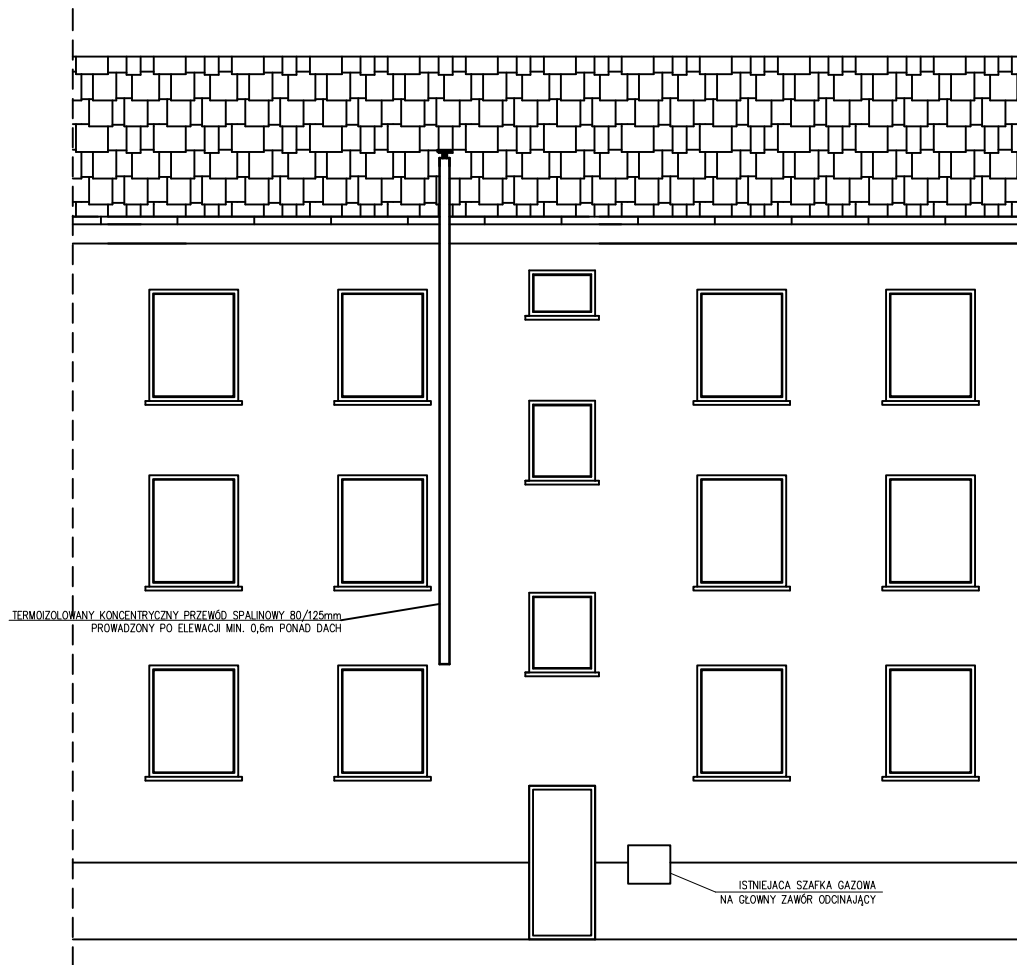 TERMOIZOLOWANY KONCENTRYCZNY PRZEWÓD SPALINOWY 80/125mm
PROWADZONY PO ELEWACJI MIN. 0,6m PONAD DACH
ISTNIEJACA SZAFKA GAZOWA
NA GŁOWNY ZAWÓR ODCINAJĄCY